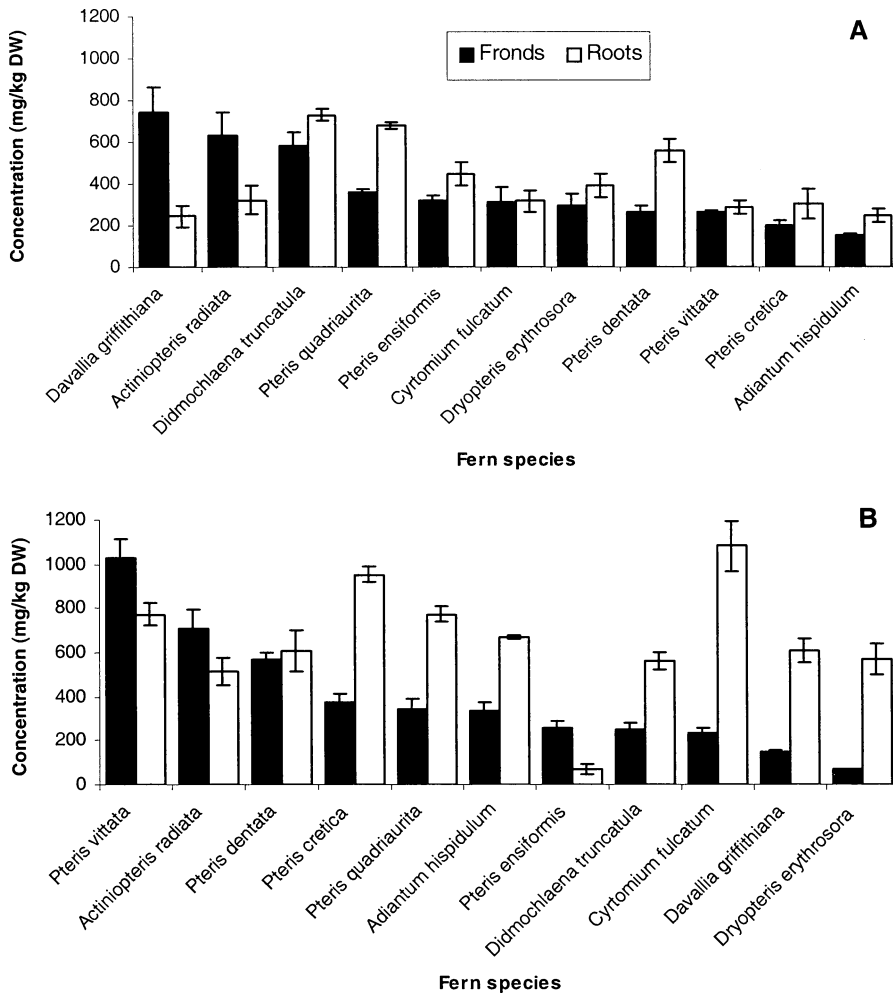 A
1200
1000
800
600
400
200
0
Concentration (mg/kg DW)
Fronds Roots
Davallia griffithiana
Actiniopteris radiata
Didmochlaena truncatula
Pteris quadriaurita
Pteris ensiformis
Cyrtomium fulcatum
Dryopteris erythrosora
Pteris dentata
Pteris vittata
Pteris cretica
Adiantum hispidulum
Fern species
B
1200
1000
800
600
400
200
0
Concentration (mg/kg DW)
Pteris vittata
Actiniopteris radiata
Pteris dentata
Pteris cretica
Pteris quadriaurita
Adiantum hispidulum
Pteris ensiformis
Didmochlaena truncatula
Cyrtomium fulcatum
Davallia griffithiana
Dryopteris erythrosora
Fern species